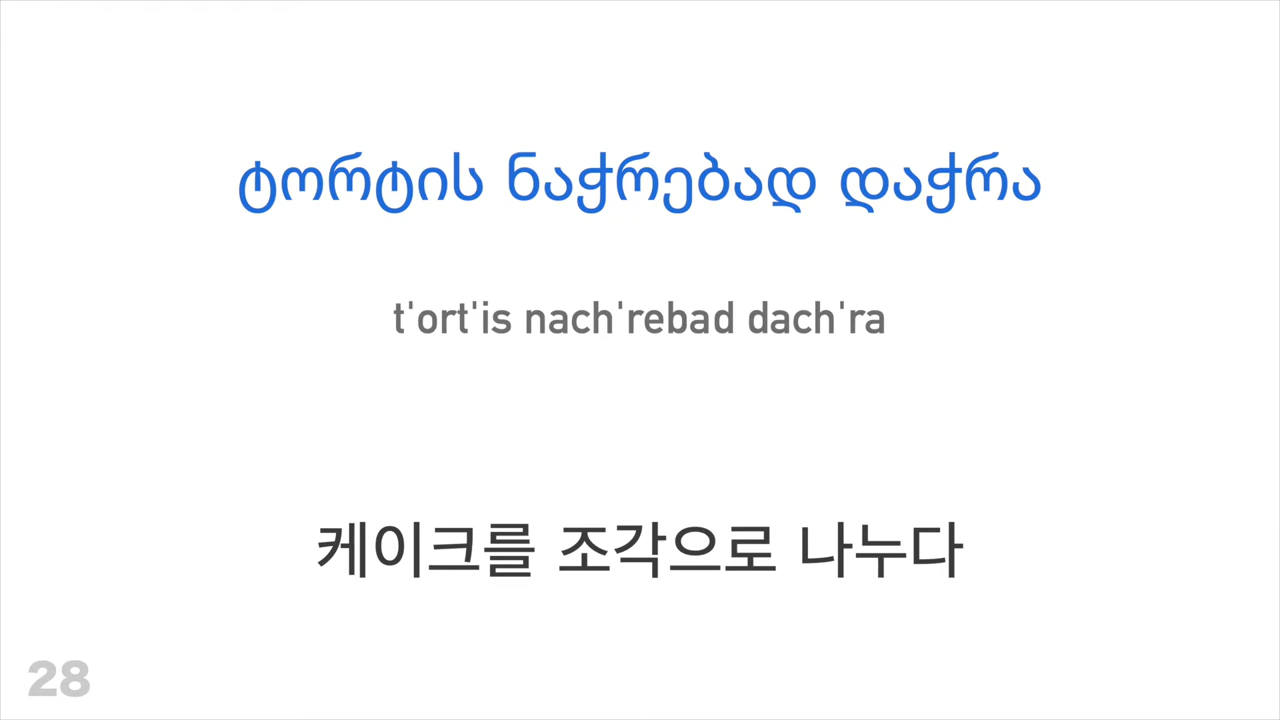 ტორტის ნაჭრებად დაჭრა
t'ort'is nach'rebad dach'ra
케이크를 조각으로 나누다
28